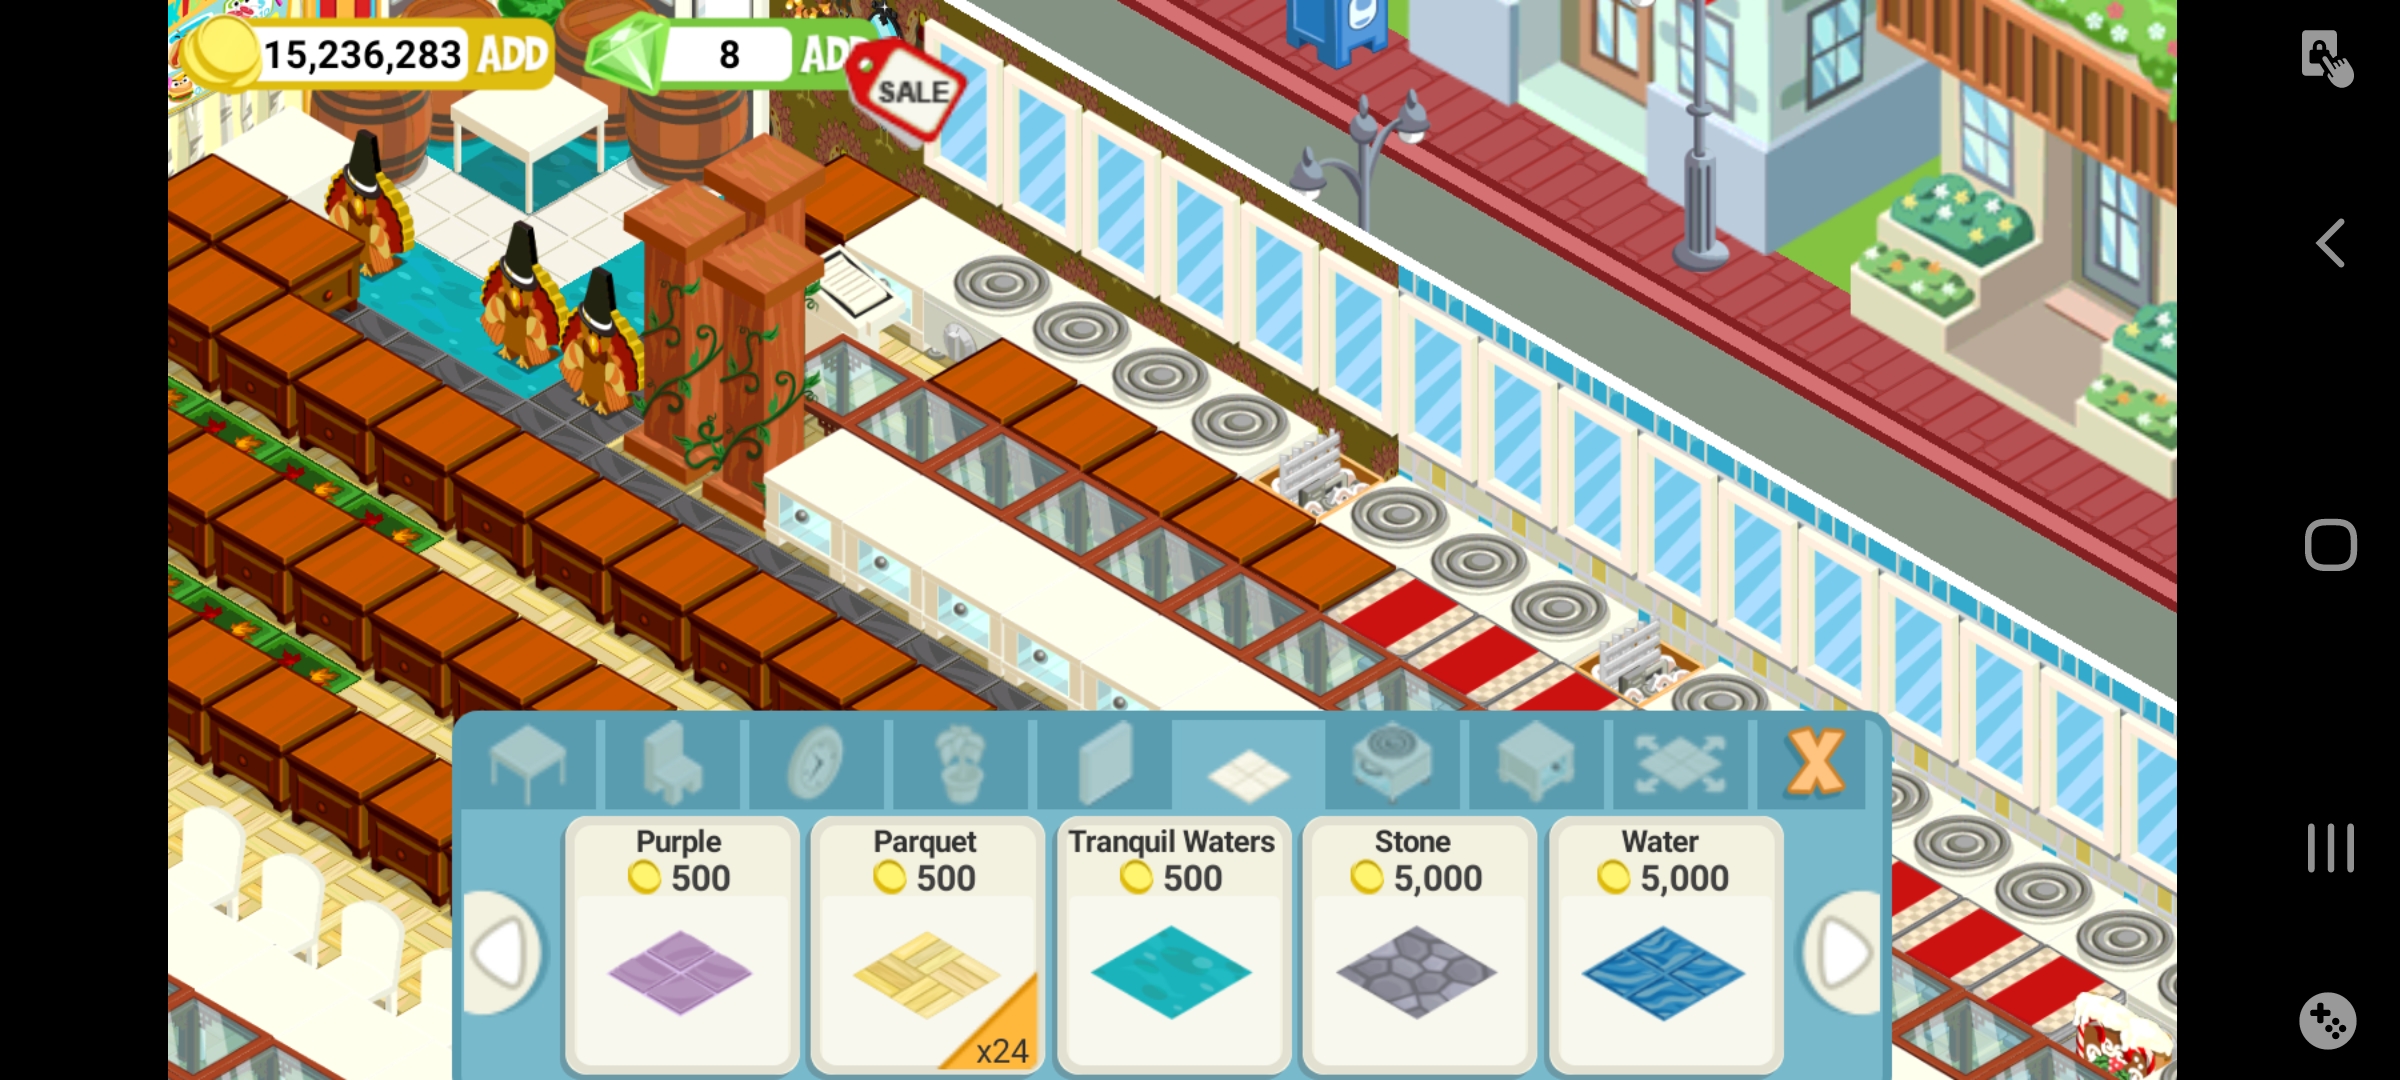 15,236,283 ADD
8 ADD
SALE
Purple
500
Parquet
500
x24
Tranquil Waters
500
Stone
5,000
Water
5,000